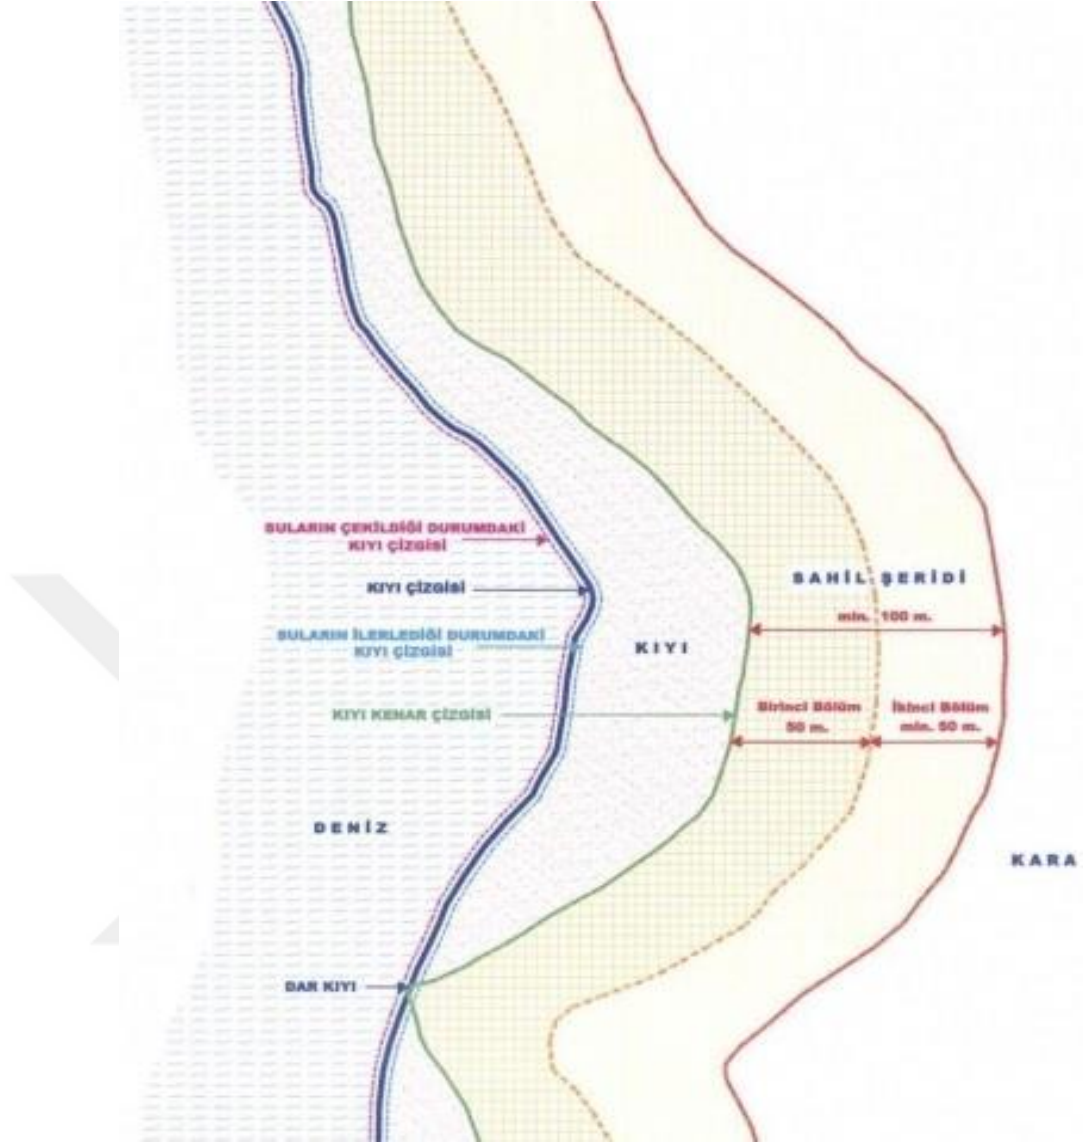 SULARIN ÇEKİLDİĞİ DURUMDAKİ
KIYI ÇİZGİSİ
KIYI ÇİZGİSİ
SULARIN İLERLEDİĞİ DURUMDAKİ
KIYI ÇİZGİSİ
KIYI KENAR ÇİZGİSİ
KIYI
SAHİL ŞERİDİ
min. 100 m.
Birinci Bölüm
50 m.
İkinci Bölüm
min. 50 m.
DENİZ
KARA
DAR KIYI